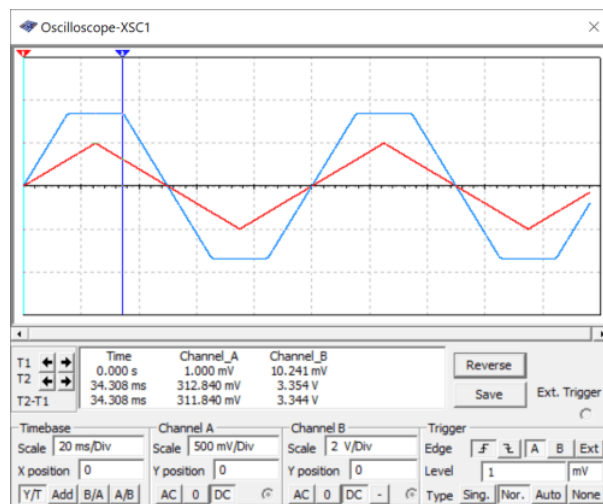 Oscilloscope-XSC1
1
T1
T2
T2-T1
Time Channel_A Channel_B
0.000 s 1.000 mV 10.241 mV
34.308 ms 312.840 mV 3.354 V
34.308 ms 311.840 mV 3.344 V
Reverse
Save
Ext. Trigger
Timebase
Scale 20 ms/Div
X position 0
Y/T Add B/A A/B
Channel A
Scale 500 mV/Div
Y position 0
AC 0 DC
Channel B
Scale 2 V/Div
Y position 0
AC 0 DC -
Trigger
Edge A B Ext
Level 1 mV
Type Sing. Nor. Auto None